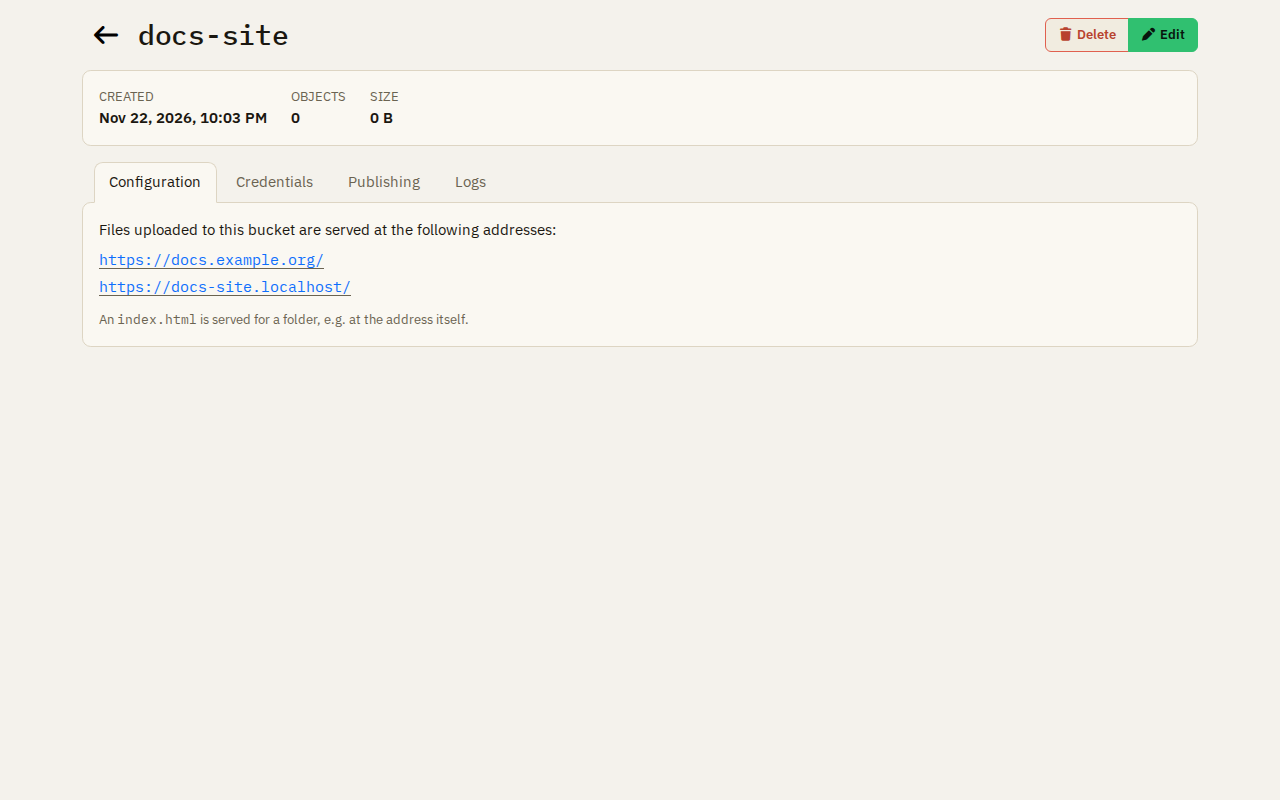 docs-site
Delete
Edit
CREATED
Nov 22, 2026, 10:03 PM
OBJECTS
0
SIZE
0 B
Configuration
Credentials
Publishing
Logs
Files uploaded to this bucket are served at the following addresses:
https://docs.example.org/
https://docs-site.localhost/
An index.html is served for a folder, e.g. at the address itself.